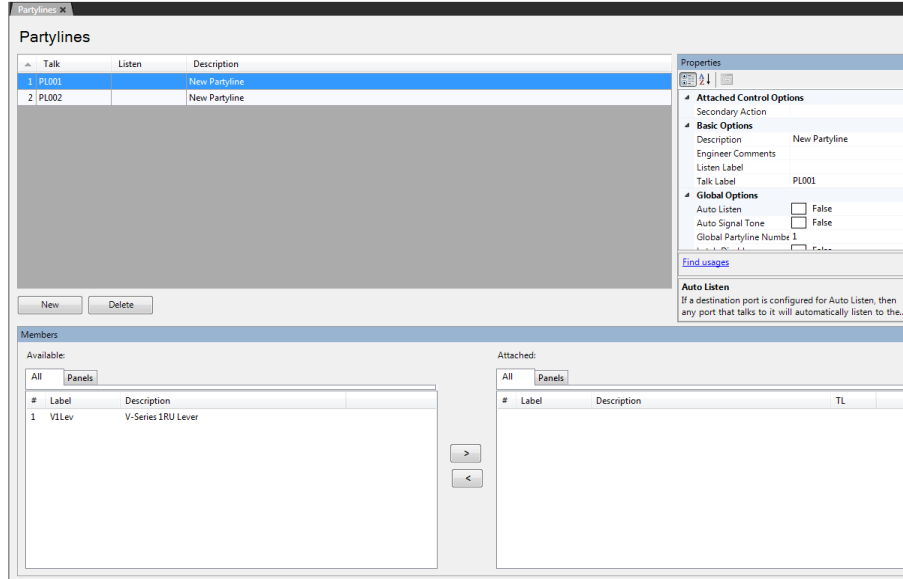 Partylines ×
Partylines
Talk Listen Description
1 PL001 New Partyline
2 PL002 New Partyline
Properties
Attached Control Options
Secondary Action
Basic Options
Description New Partyline
Engineer Comments
Listen Label
Talk Label PL001
Global Options
Auto Listen False
Auto Signal Tone False
Global Partyline Numbe 1
False
Find usages
Auto Listen
If a destination port is configured for Auto Listen, then
any port that talks to it will automatically listen to the...
New Delete
Members
Available:
All Panels
# Label Description
1 V1Lev V-Series 1RU Lever
>
<
Attached:
All Panels
# Label Description TL